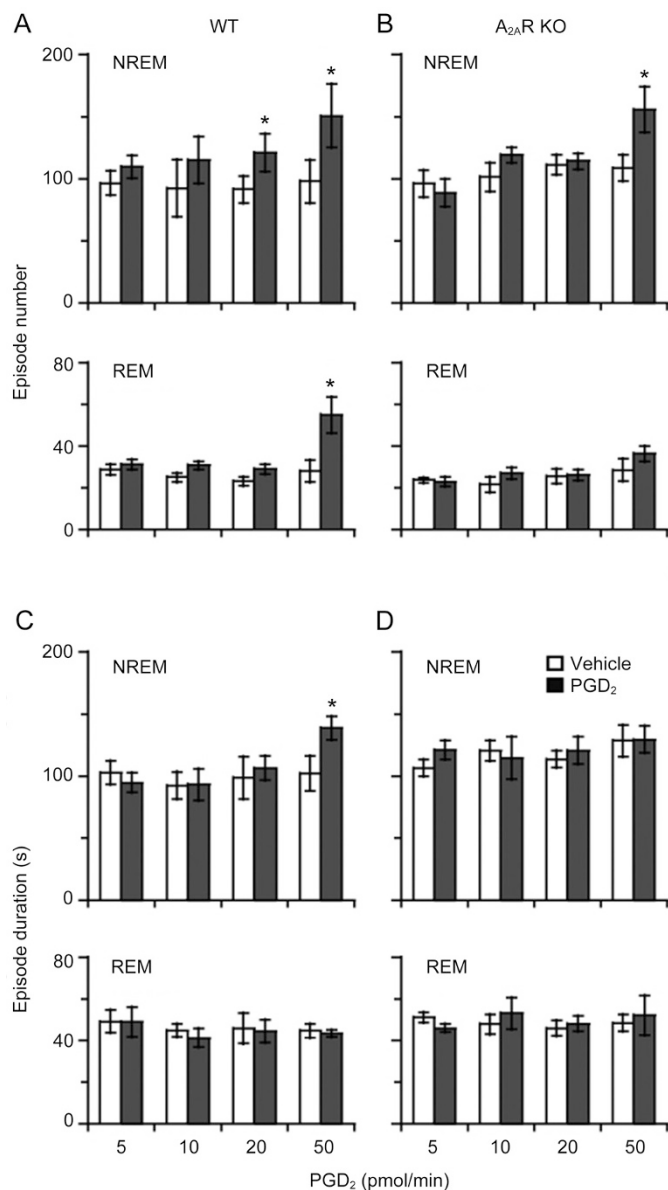 A WT B A₂ₐR KO
200 NREM * * NREM *
100
0
Episode number
80 REM * REM
40
0
C D
200 NREM * NREM Vehicle
PGD₂
100
0
Episode duration (s)
80 REM REM
40
0
5 10 20 50 5 10 20 50
PGD₂ (pmol/min)